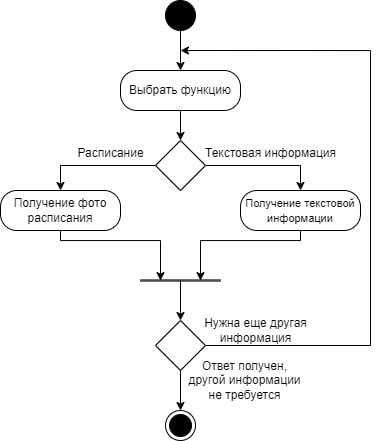 Выбрать функцию
Расписание
Текстовая информация
Получение фото
расписания
Получение текстовой
информации
Нужна еще другая
информация
Ответ получен,
другой информации
не требуется